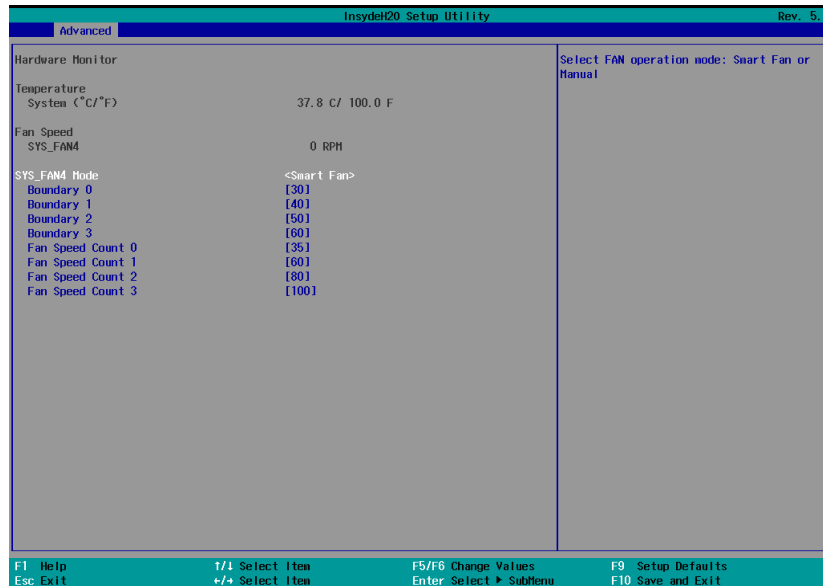 InsydeH2O Setup Utility Rev. 5.
Advanced
Hardware Monitor
Select FAN operation mode: Smart Fan or
Manual
Temperature
System (°C/°F) 37.8 C/ 100.0 F
Fan Speed
SYS_FAN4 0 RPM
SYS_FAN4 Mode <Smart Fan>
Boundary 0 [30]
Boundary 1 [40]
Boundary 2 [50]
Boundary 3 [60]
Fan Speed Count 0 [35]
Fan Speed Count 1 [60]
Fan Speed Count 2 [80]
Fan Speed Count 3 [100]
F1 Help ↑/↓ Select Item F5/F6 Change Values F9 Setup Defaults
Esc Exit ←/→ Select Item Enter Select ▶ SubMenu F10 Save and Exit